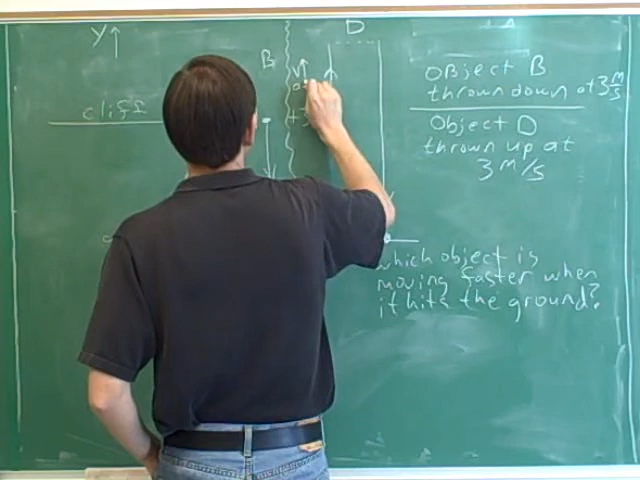 Y
cliff
B
D
V
+3
Object B
thrown down at 3 m/s
Object D
thrown up at
3 m/s
which object is
moving faster when
it hits the ground?